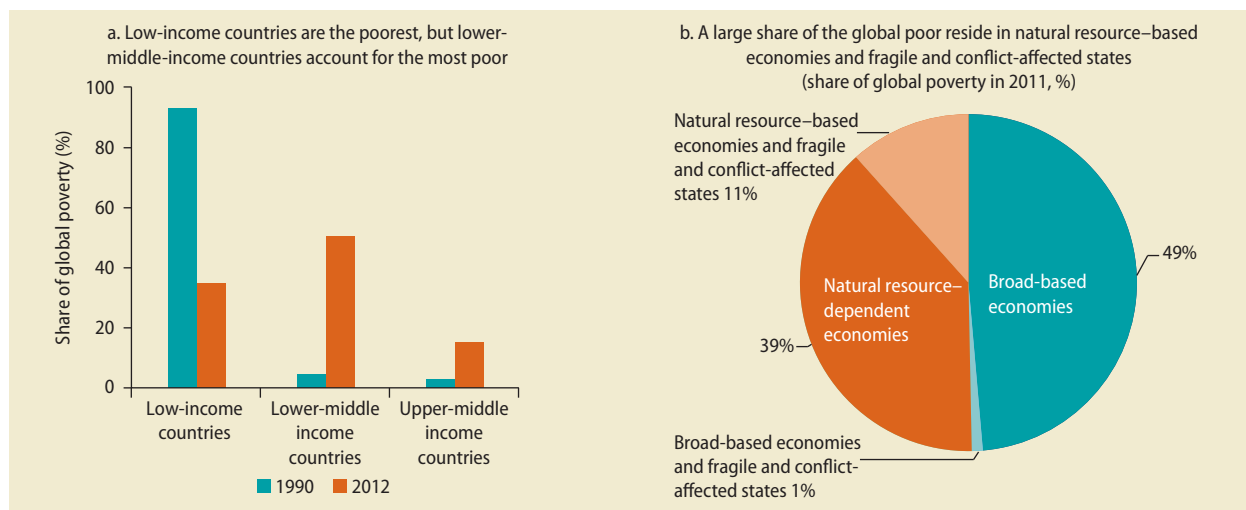 a. Low-income countries are the poorest, but lower-
middle-income countries account for the most poor
Share of global poverty (%)
100
80
60
40
20
0
Low-income
countries
Lower-middle
income
countries
Upper-middle
income
countries
1990
2012
b. A large share of the global poor reside in natural resource–based
economies and fragile and conflict-affected states
(share of global poverty in 2011, %)
Natural resource–based
economies and fragile
and conflict-affected
states 11%
49%
Broad-based
economies
Natural resource–
dependent
economies
39%
Broad-based economies
and fragile and conflict-
affected states 1%